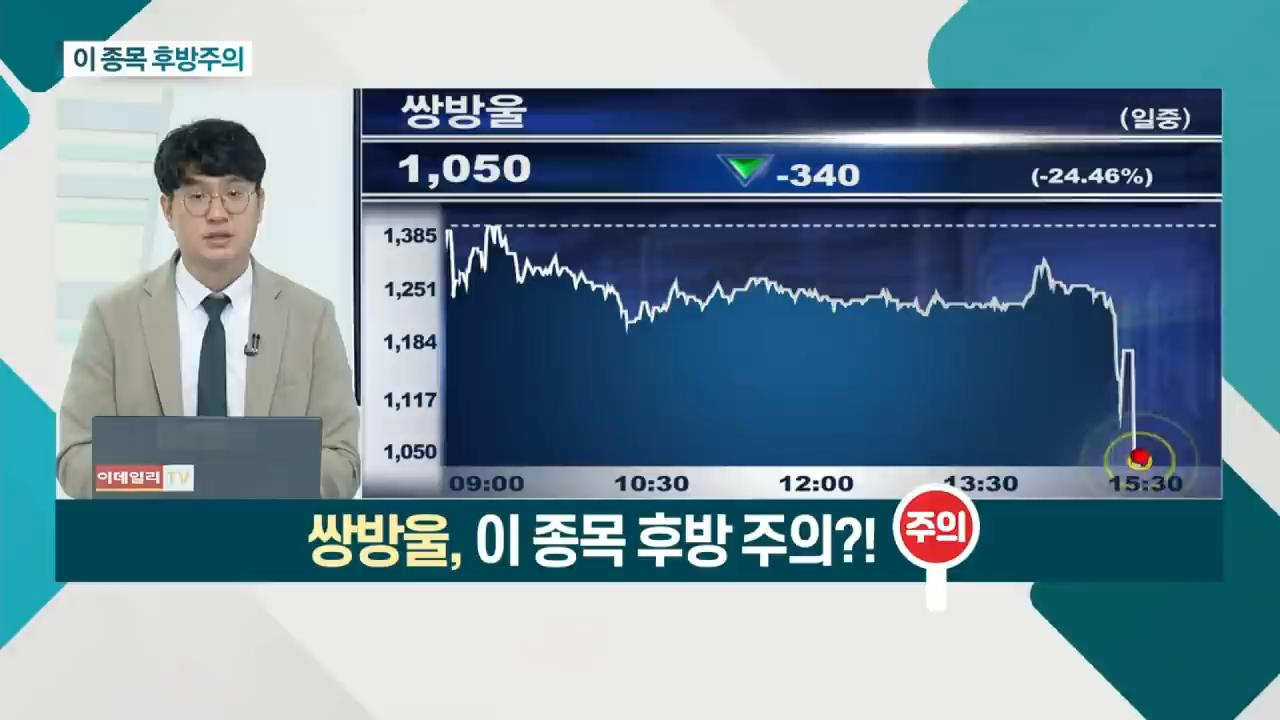 이 종목 후방주의
쌍방울
(일중)
1,050
-340
(-24.46%)
1,385
1,251
1,184
1,117
1,050
09:00
10:30
12:00
13:30
15:30
이데일리 TV
쌍방울, 이 종목 후방 주의?!
주의